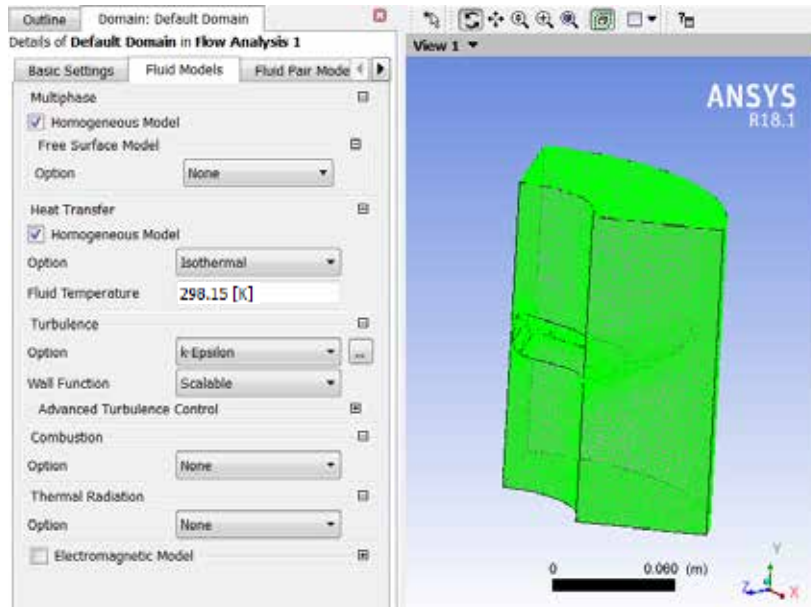 Outline Domain: Default Domain
Details of Default Domain in Flow Analysis 1
Basic Settings Fluid Models Fluid Pair Mode
Multiphase
Homogeneous Model
Free Surface Model
Option None
Heat Transfer
Homogeneous Model
Option Isothermal
Fluid Temperature 298.15 [K]
Turbulence
Option k-Epsilon
...
Wall Function Scalable
Advanced Turbulence Control
Combustion
Option None
Thermal Radiation
Option None
Electromagnetic Model
View 1
ANSYS
R18.1
0 0.060 (m)
Y
Z X